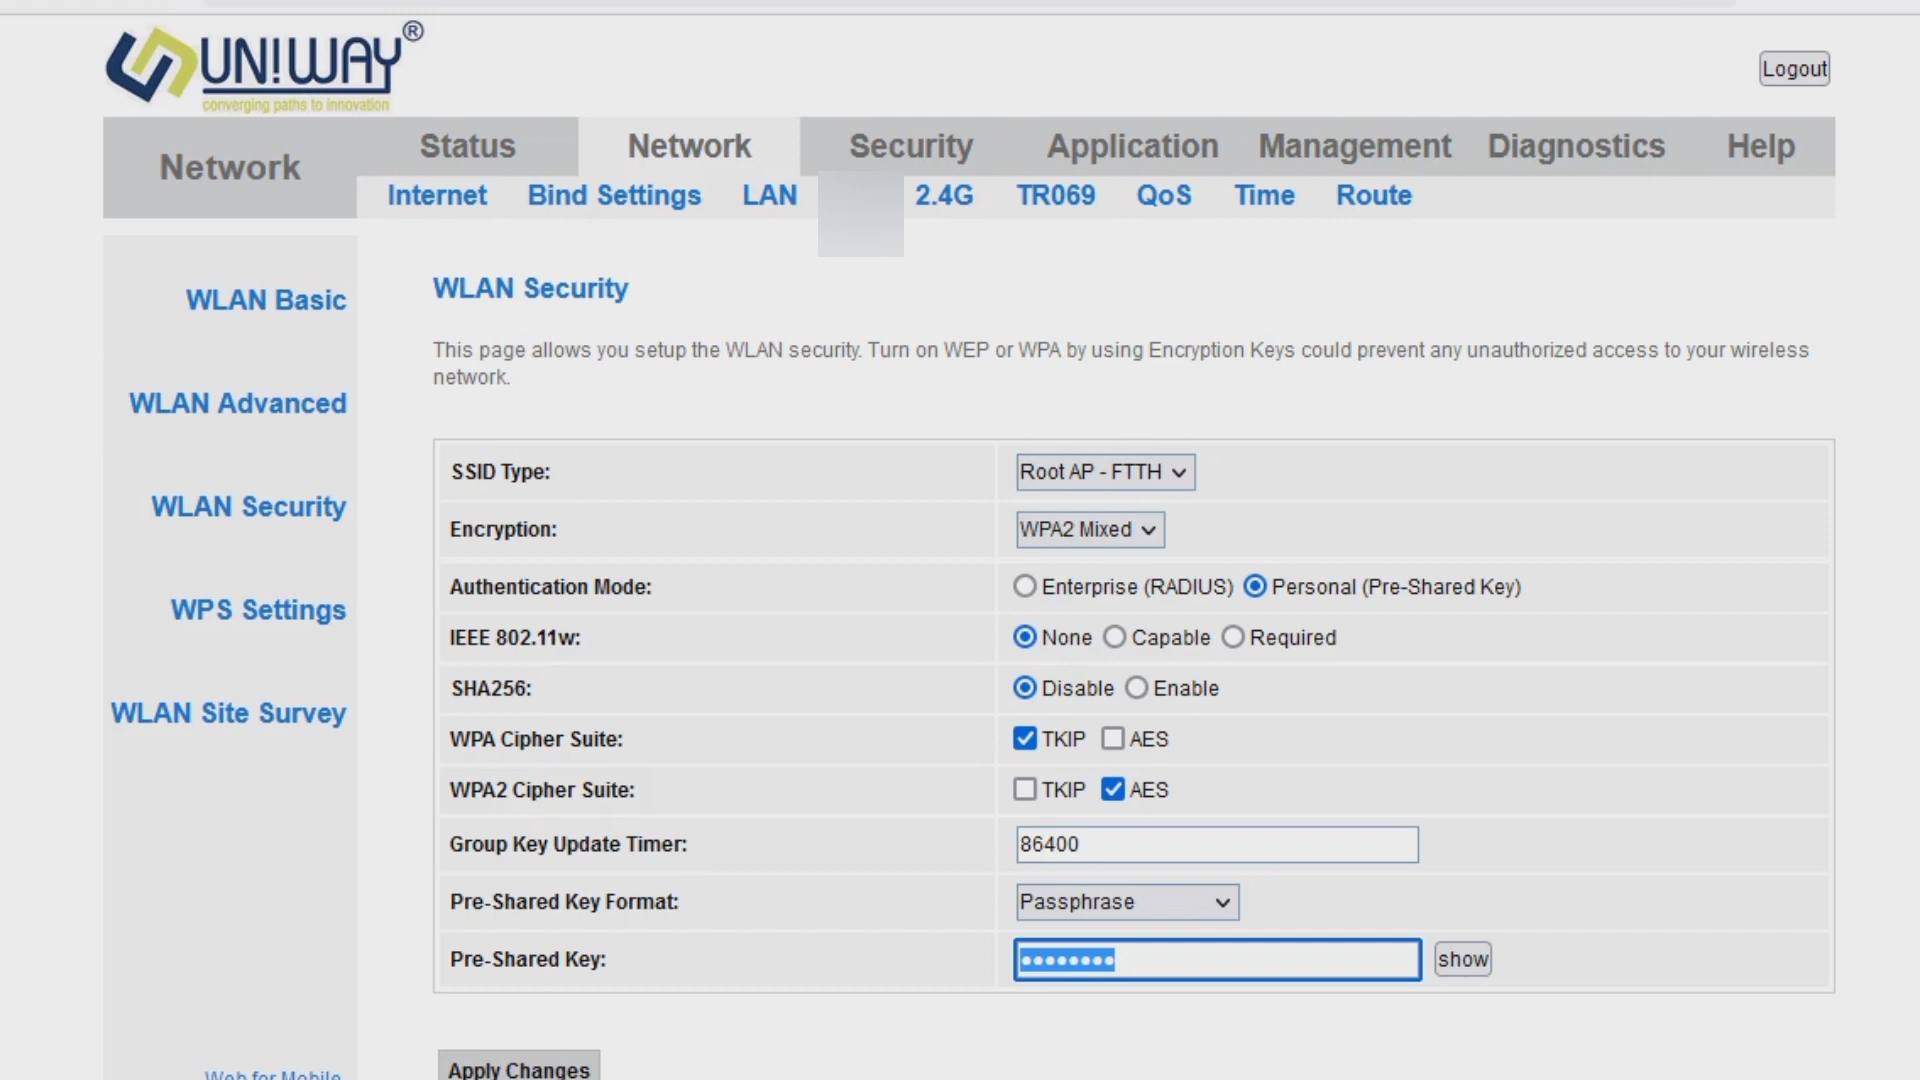 UN!WAY®
converging paths to innovation
Logout
Network
Status Network Security Application Management Diagnostics Help
Internet Bind Settings LAN 2.4G TR069 QoS Time Route
WLAN Basic
WLAN Advanced
WLAN Security
WPS Settings
WLAN Site Survey
Web for Mobile
WLAN Security
This page allows you setup the WLAN security. Turn on WEP or WPA by using Encryption Keys could prevent any unauthorized access to your wireless
network.
SSID Type: Root AP - FTTH
Encryption: WPA2 Mixed
Authentication Mode: Enterprise (RADIUS) Personal (Pre-Shared Key)
IEEE 802.11w: None Capable Required
SHA256: Disable Enable
WPA Cipher Suite: TKIP AES
WPA2 Cipher Suite: TKIP AES
Group Key Update Timer: 86400
Pre-Shared Key Format: Passphrase
Pre-Shared Key: •••••••• show
Apply Changes